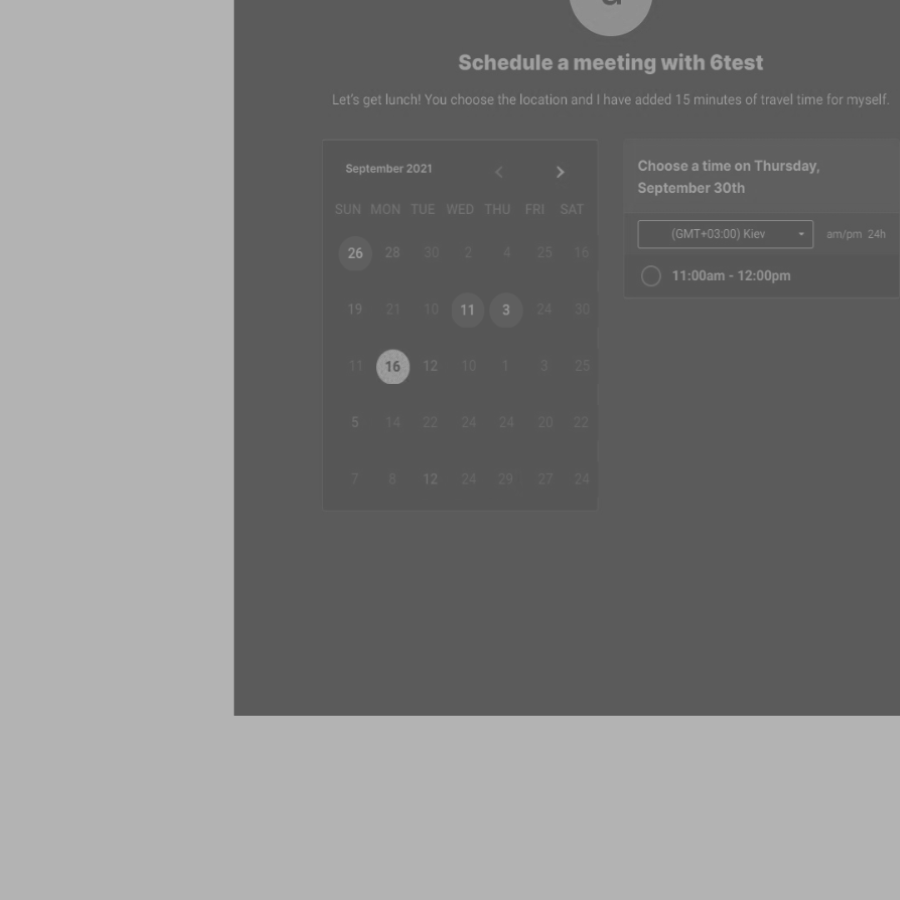 Schedule a meeting with 6test
Let's get lunch! You choose the location and I have added 15 minutes of travel time for myself.
September 2021
SUN MON TUE WED THU FRI SAT
26 28 30 2 4 25 16
19 21 10 11 3 24 30
11 16 12 10 1 3 25
5 14 22 24 24 20 22
7 8 12 24 29 27 24
Choose a time on Thursday,
September 30th
(GMT+03:00) Kiev am/pm 24h
11:00am - 12:00pm